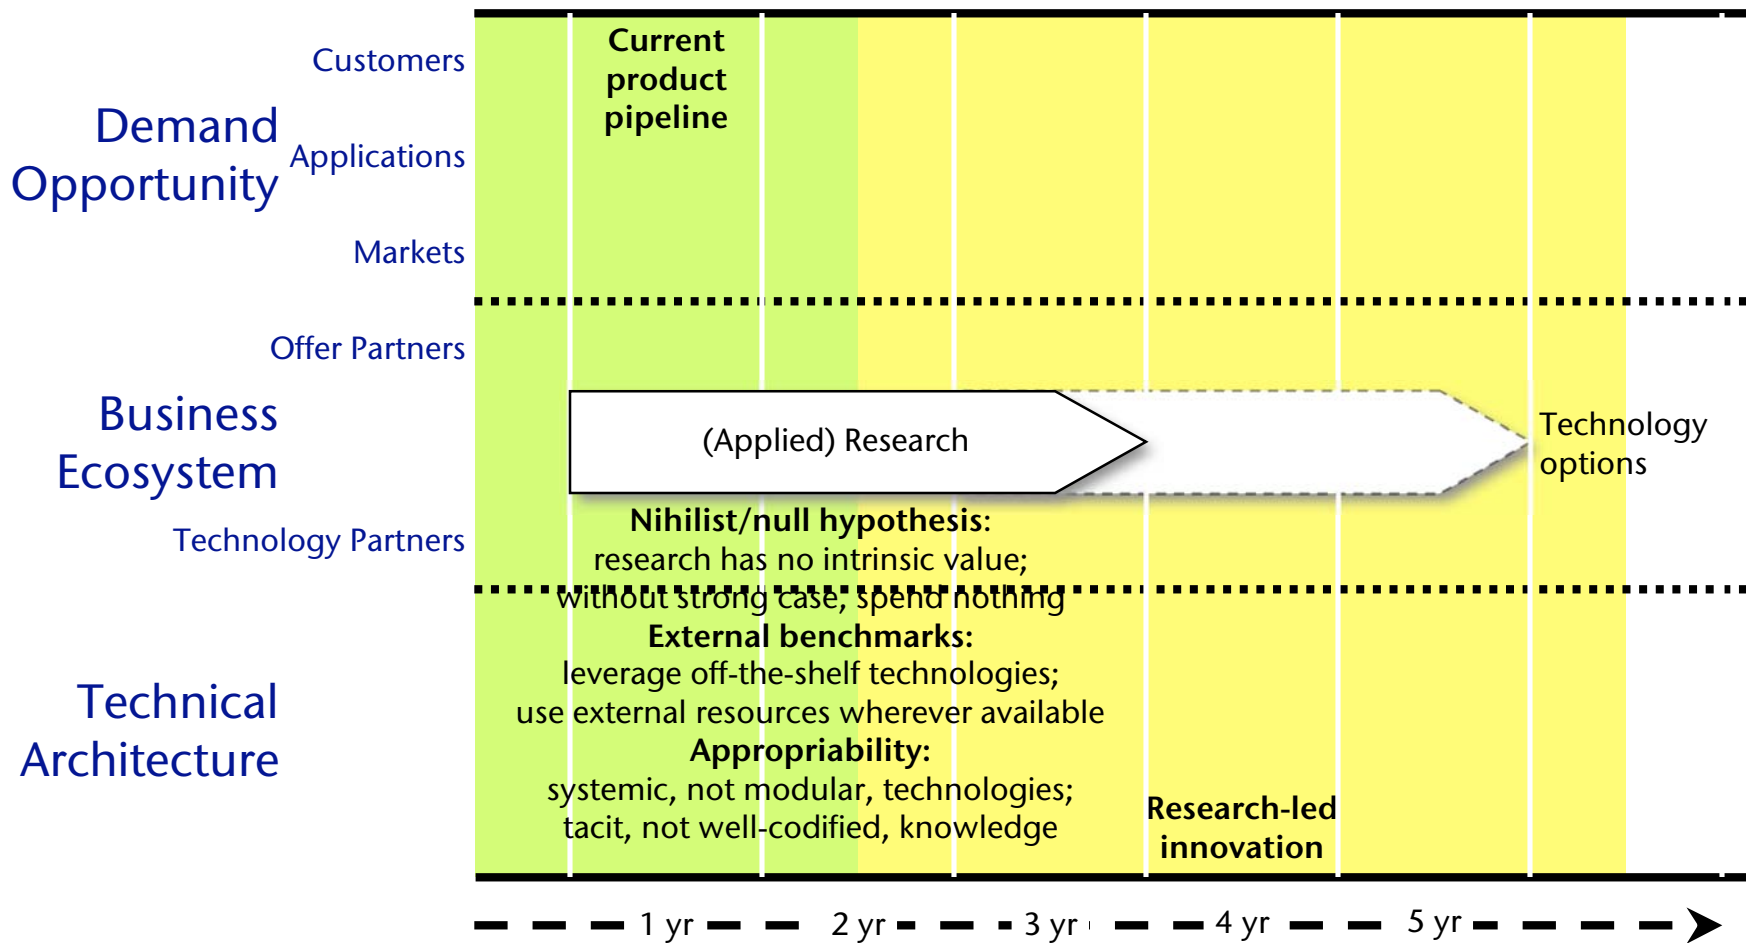 Customers
Demand
Opportunity
Applications
Markets
Current
product
pipeline
Offer Partners
Business
Ecosystem
Technology Partners
(Applied) Research
Technology
options
Nihilist/null hypothesis:
research has no intrinsic value;
without strong case, spend nothing
External benchmarks:
leverage off-the-shelf technologies;
use external resources wherever available
Appropriability:
systemic, not modular, technologies;
tacit, not well-codified, knowledge
Technical
Architecture
Research-led
innovation
1 yr 2 yr 3 yr 4 yr 5 yr